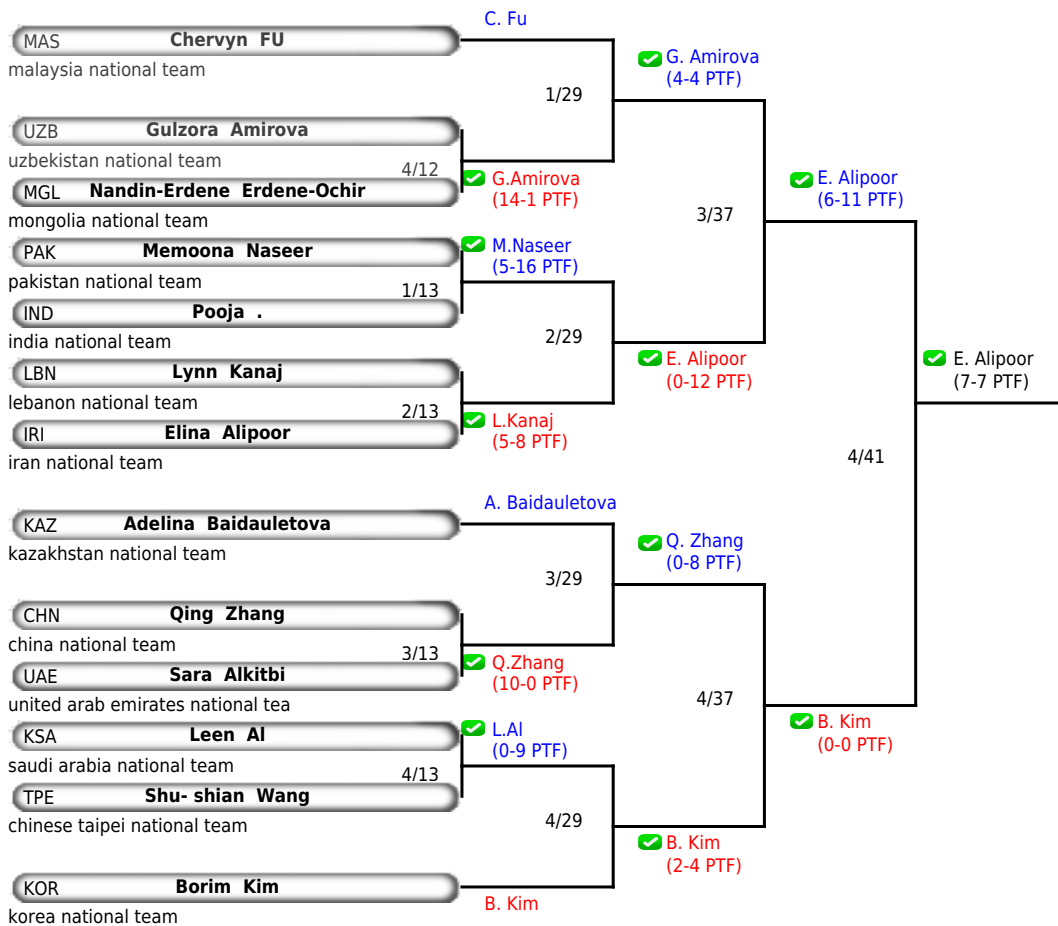 C. Fu
MAS Chervyn FU
malaysia national team
G. Amirova
(4-4 PTF)
1/29
UZB Gulzora Amirova
uzbekistan national team
4/12
MGL Nandin-Erdene Erdene-Ochir
G.Amirova
(14-1 PTF)
mongolia national team
E. Alipoor
(6-11 PTF)
3/37
PAK Memoona Naseer
M.Naseer
(5-16 PTF)
pakistan national team
1/13
IND Pooja .
india national team
2/29
LBN Lynn Kanaj
E. Alipoor
(0-12 PTF)
E. Alipoor
(7-7 PTF)
lebanon national team
2/13
IRI Elina Alipoor
L.Kanaj
(5-8 PTF)
iran national team
4/41
A. Baidauletova
KAZ Adelina Baidauletova
kazakhstan national team
Q. Zhang
(0-8 PTF)
3/29
CHN Qing Zhang
china national team
3/13
UAE Sara Alkitbi
Q.Zhang
(10-0 PTF)
united arab emirates national tea
4/37
KSA Leen Al
L.Al
(0-9 PTF)
B. Kim
(0-0 PTF)
saudi arabia national team
4/13
TPE Shu- shian Wang
chinese taipei national team
4/29
B. Kim
(2-4 PTF)
KOR Borim Kim
B. Kim
korea national team